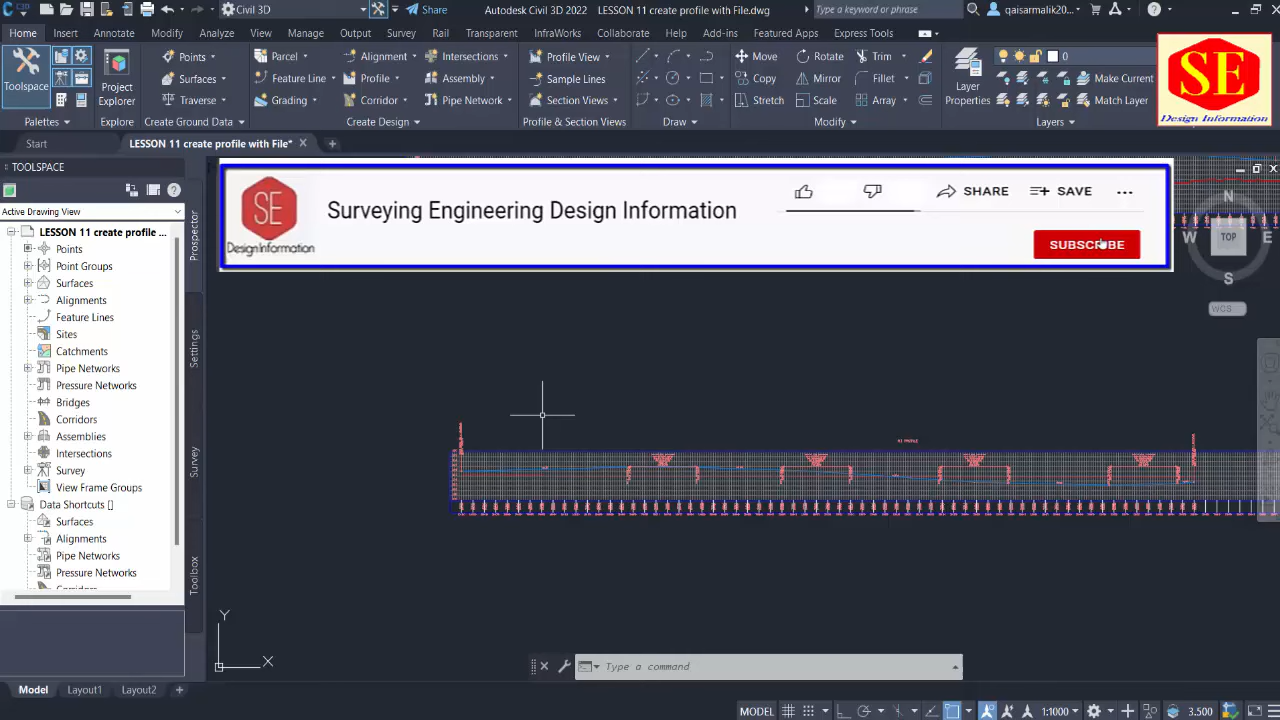 Civil 3D
Share
Autodesk Civil 3D 2022 LESSON 11 create profile with File.dwg
Type a keyword or phrase
qaisarmalik20...
Home Insert Annotate Modify Analyze View Manage Output Survey Rail Transparent InfraWorks Collaborate Help Add-ins Featured Apps Express Tools
Toolspace
Palettes
Project Explorer
Explore
Points
Surfaces
Traverse
Create Ground Data
Parcel
Feature Line
Grading
Alignment
Profile
Corridor
Intersections
Assembly
Pipe Network
Create Design
Profile View
Sample Lines
Section Views
Profile & Section Views
Draw
Move
Copy
Stretch
Rotate
Mirror
Scale
Trim
Fillet
Array
Modify
Layer Properties
0
Make Current
Match Layer
Layers
SE
Design Information
Start
LESSON 11 create profile with File*
TOOLSPACE
Active Drawing View
LESSON 11 create profile ...
Points
Point Groups
Surfaces
Alignments
Feature Lines
Sites
Catchments
Pipe Networks
Pressure Networks
Bridges
Corridors
Assemblies
Intersections
Survey
View Frame Groups
Data Shortcuts []
Surfaces
Alignments
Pipe Networks
Pressure Networks
Corridors
Prospector
Settings
Survey
Toolbox
SE
Design Information
Surveying Engineering Design Information
SHARE
SAVE
SUBSCRIBE
N
W TOP E
S
WCS
Y
X
Type a command
Model Layout1 Layout2
MODEL
1:1000
3.500